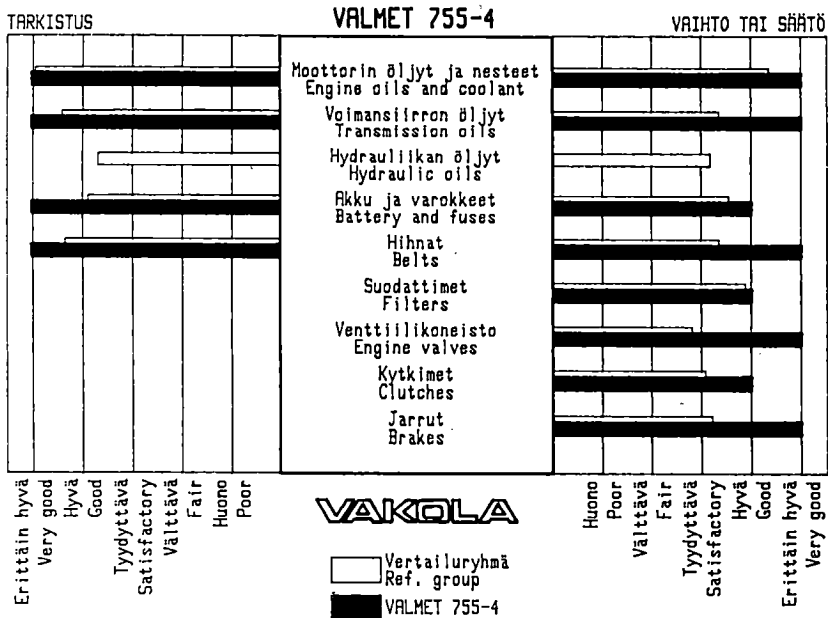 TARKISTUS
VALMET 755-4
VAIHTO TAI SÄÄTÖ
Moottorin öljyt ja nesteet
Engine oils and coolant
Voimansiirron öljyt
Transmission oils
Hydrauliikan öljyt
Hydraulic oils
Akku ja varokkeet
Battery and fuses
Hihnat
Belts
Suodattimet
Filters
Venttiilikoneisto
Engine valves
Kytkimet
Clutches
Jarrut
Brakes
Erittäin hyvä
Very good
Hyvä
Good
Tyydyttävä
Satisfactory
Välttävä
Fair
Huono
Poor
Huono
Poor
Välttävä
Fair
Tyydyttävä
Satisfactory
Hyvä
Good
Erittäin hyvä
Very good
VAKOLA
Vertailuryhmä
Ref. group
VALMET 755-4